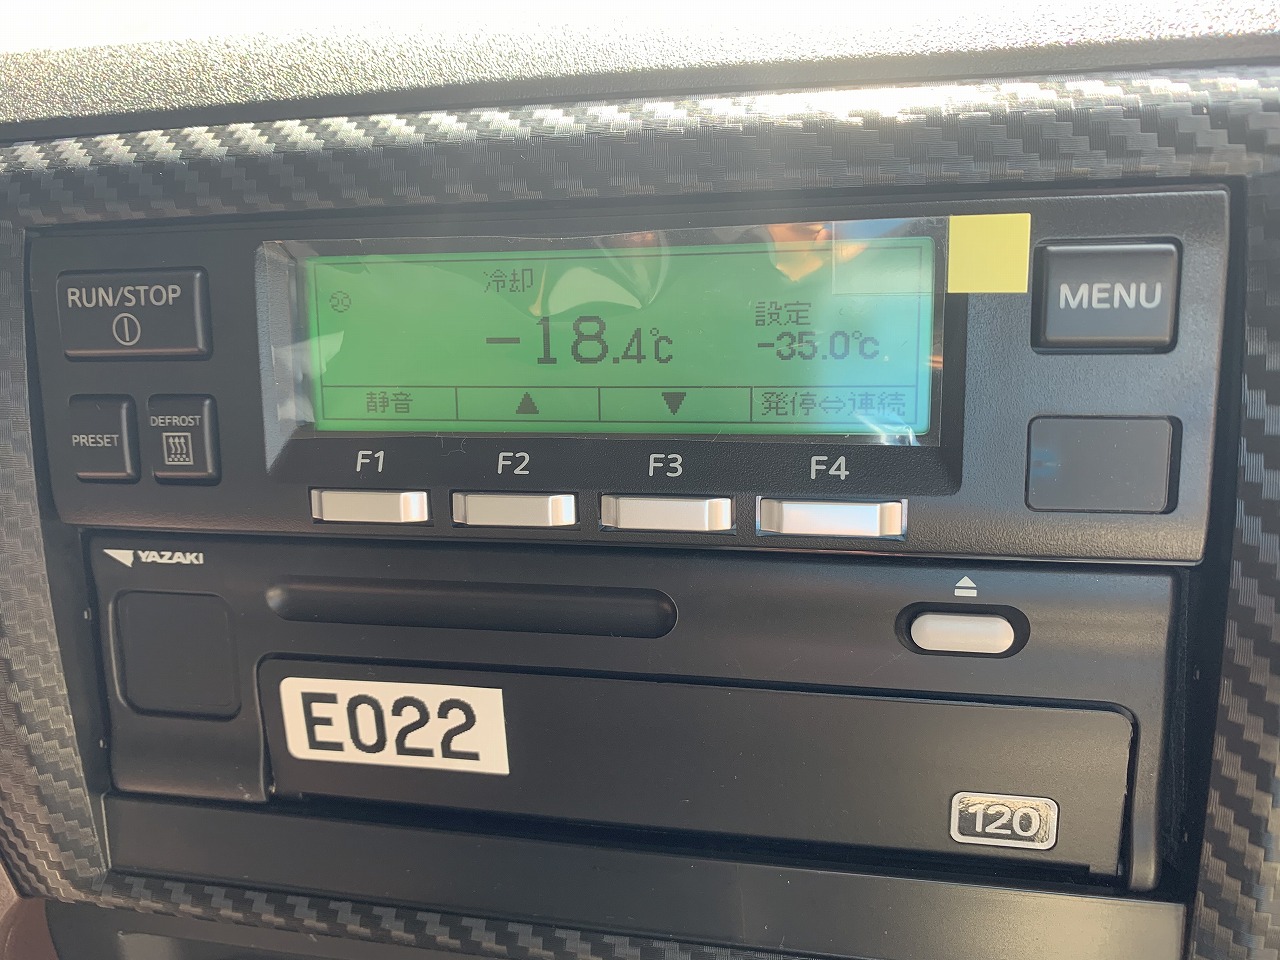 RUN/STOP
冷却
-18.4℃
設定
-35.0℃
MENU
PRESET
DEFROST
静音
▲
▼
発停⇔連続
F1
F2
F3
F4
YAZAKI
E022
120